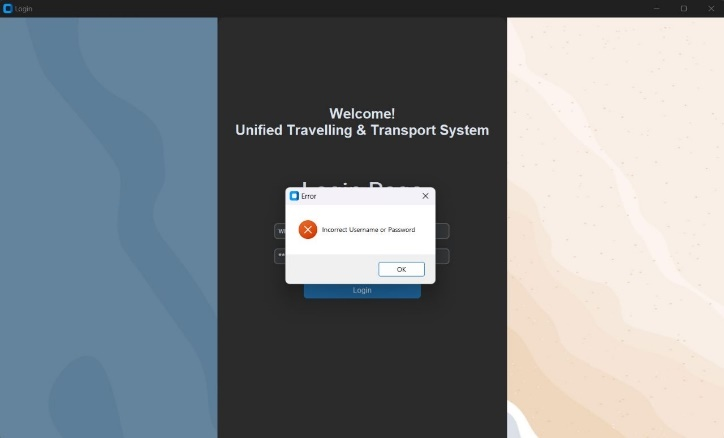 Login
Welcome!
Unified Travelling & Transport System
Error
Incorrect Username or Password
OK
Login